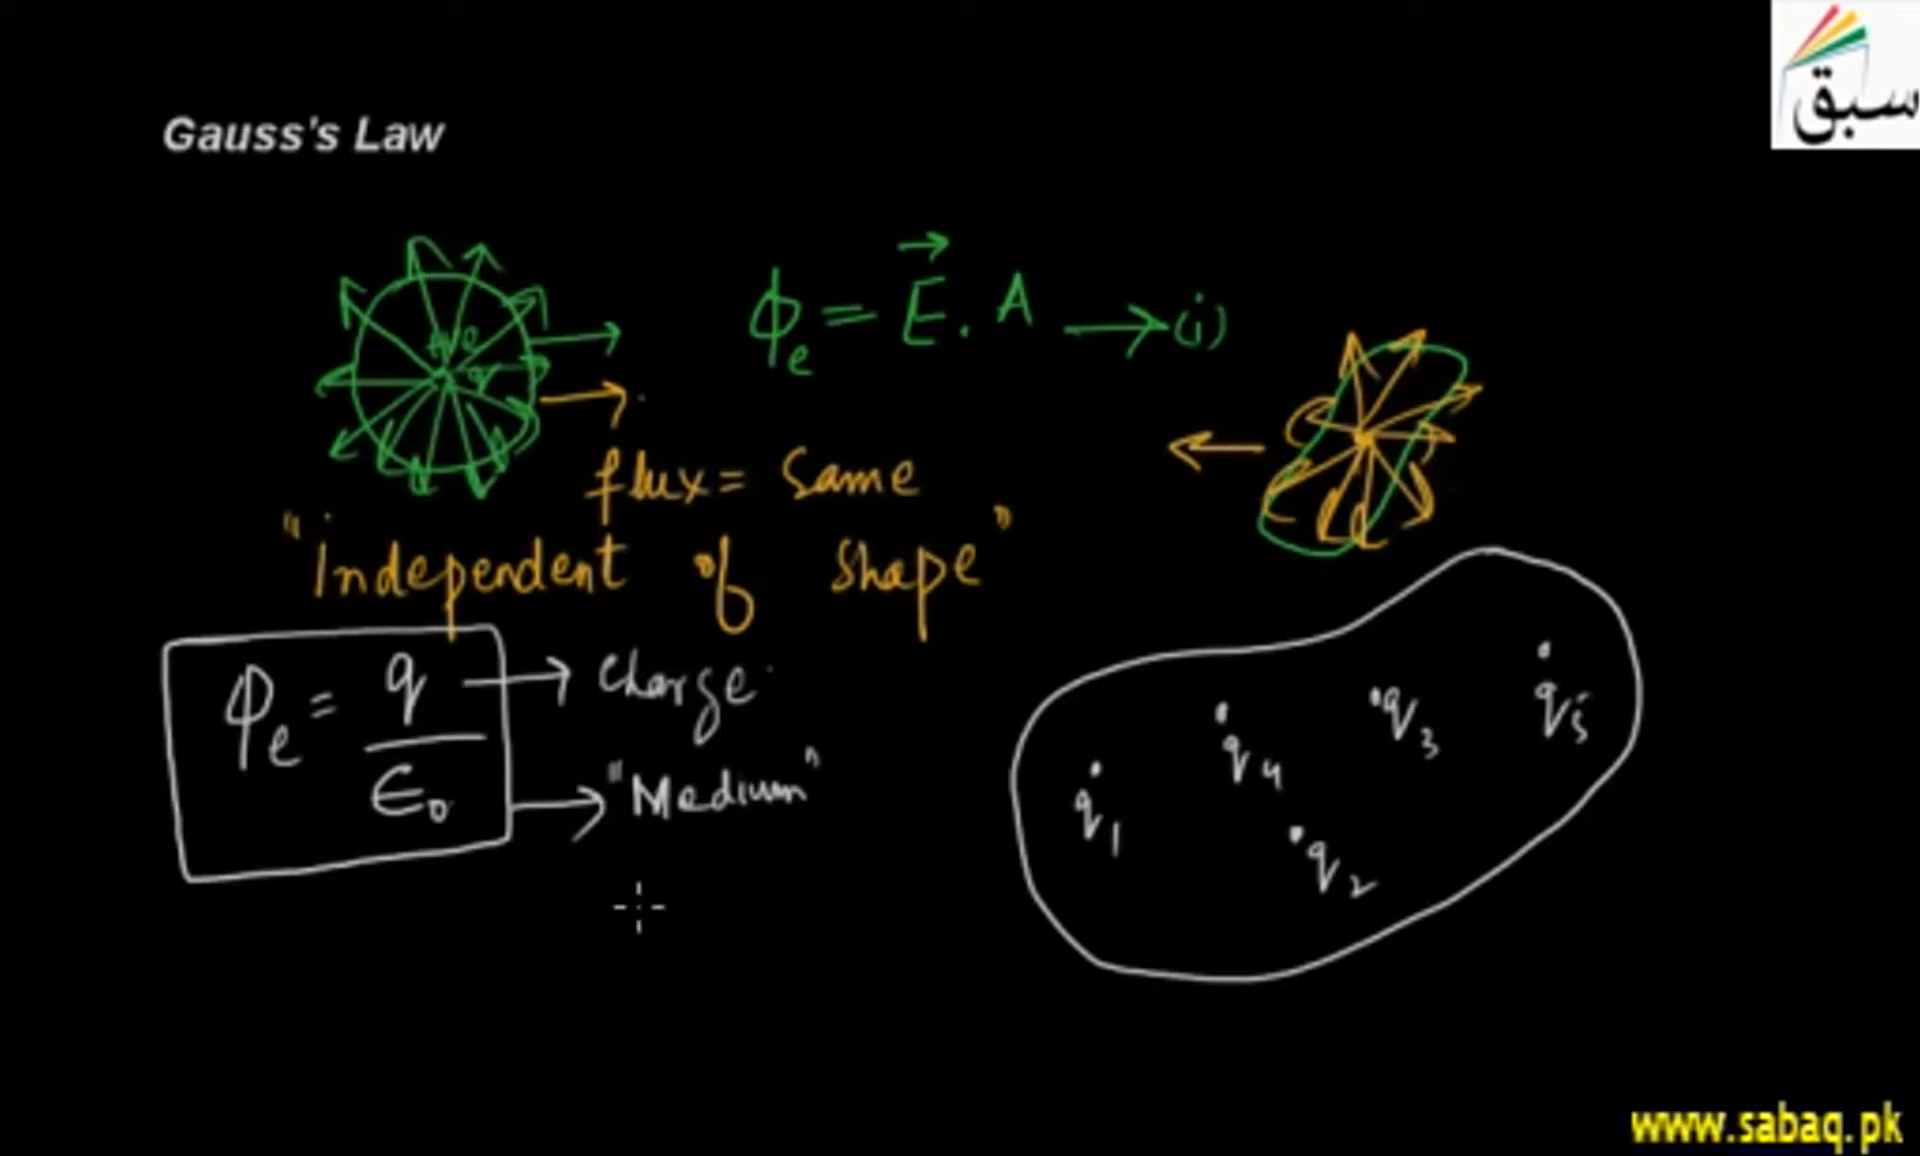 سبق
Gauss's Law
+ve
q
ϕe = E⃗ . A → (i)
flux = Same
"independent of shape"
φe = q/ϵ0
→ Charge
→ "Medium"
q1
q4
q3
q5
q2
www.sabaq.pk